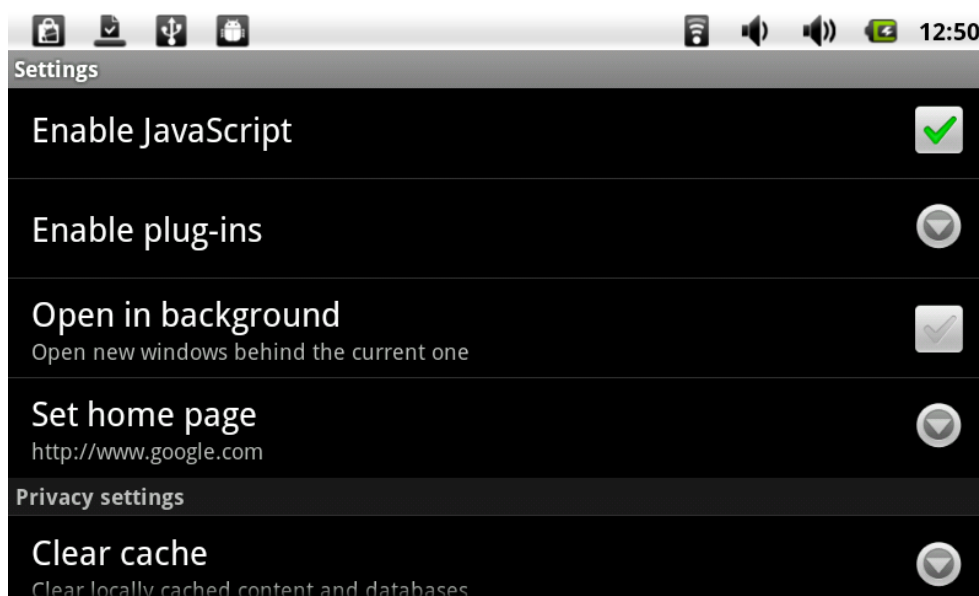 12:50
Settings
Enable JavaScript
Enable plug-ins
Open in background
Open new windows behind the current one
Set home page
http://www.google.com
Privacy settings
Clear cache
Clear locally cached content and databases